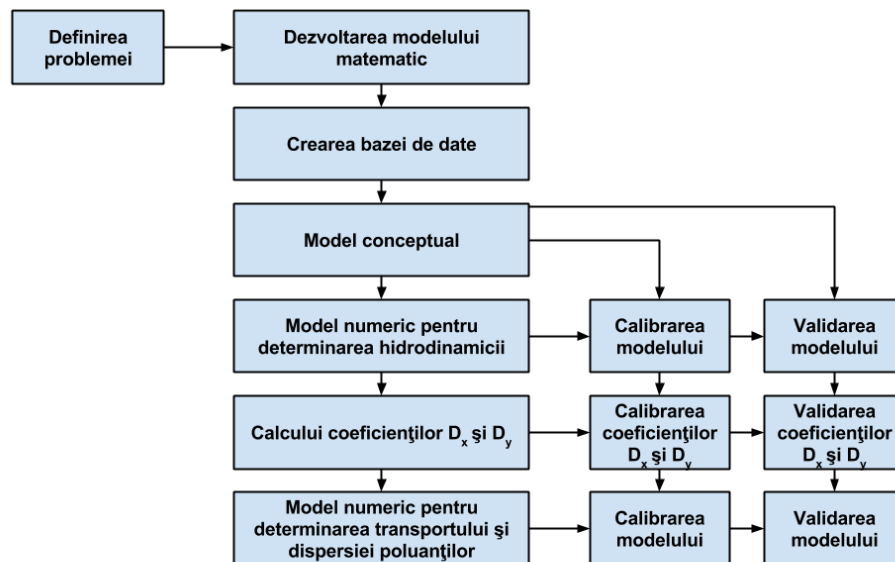 Definirea
problemei
Dezvoltarea modelului
matematic
Crearea bazei de date
Model conceptual
Model numeric pentru
determinarea hidrodinamicii
Calibrarea
modelului
Validarea
modelului
Calcului coeficienţilor Dx şi Dy
Calibrarea
coeficienţilor
Dx şi Dy
Validarea
coeficienţilor
Dx şi Dy
Model numeric pentru
determinarea transportului şi
dispersiei poluanţilor
Calibrarea
modelului
Validarea
modelului